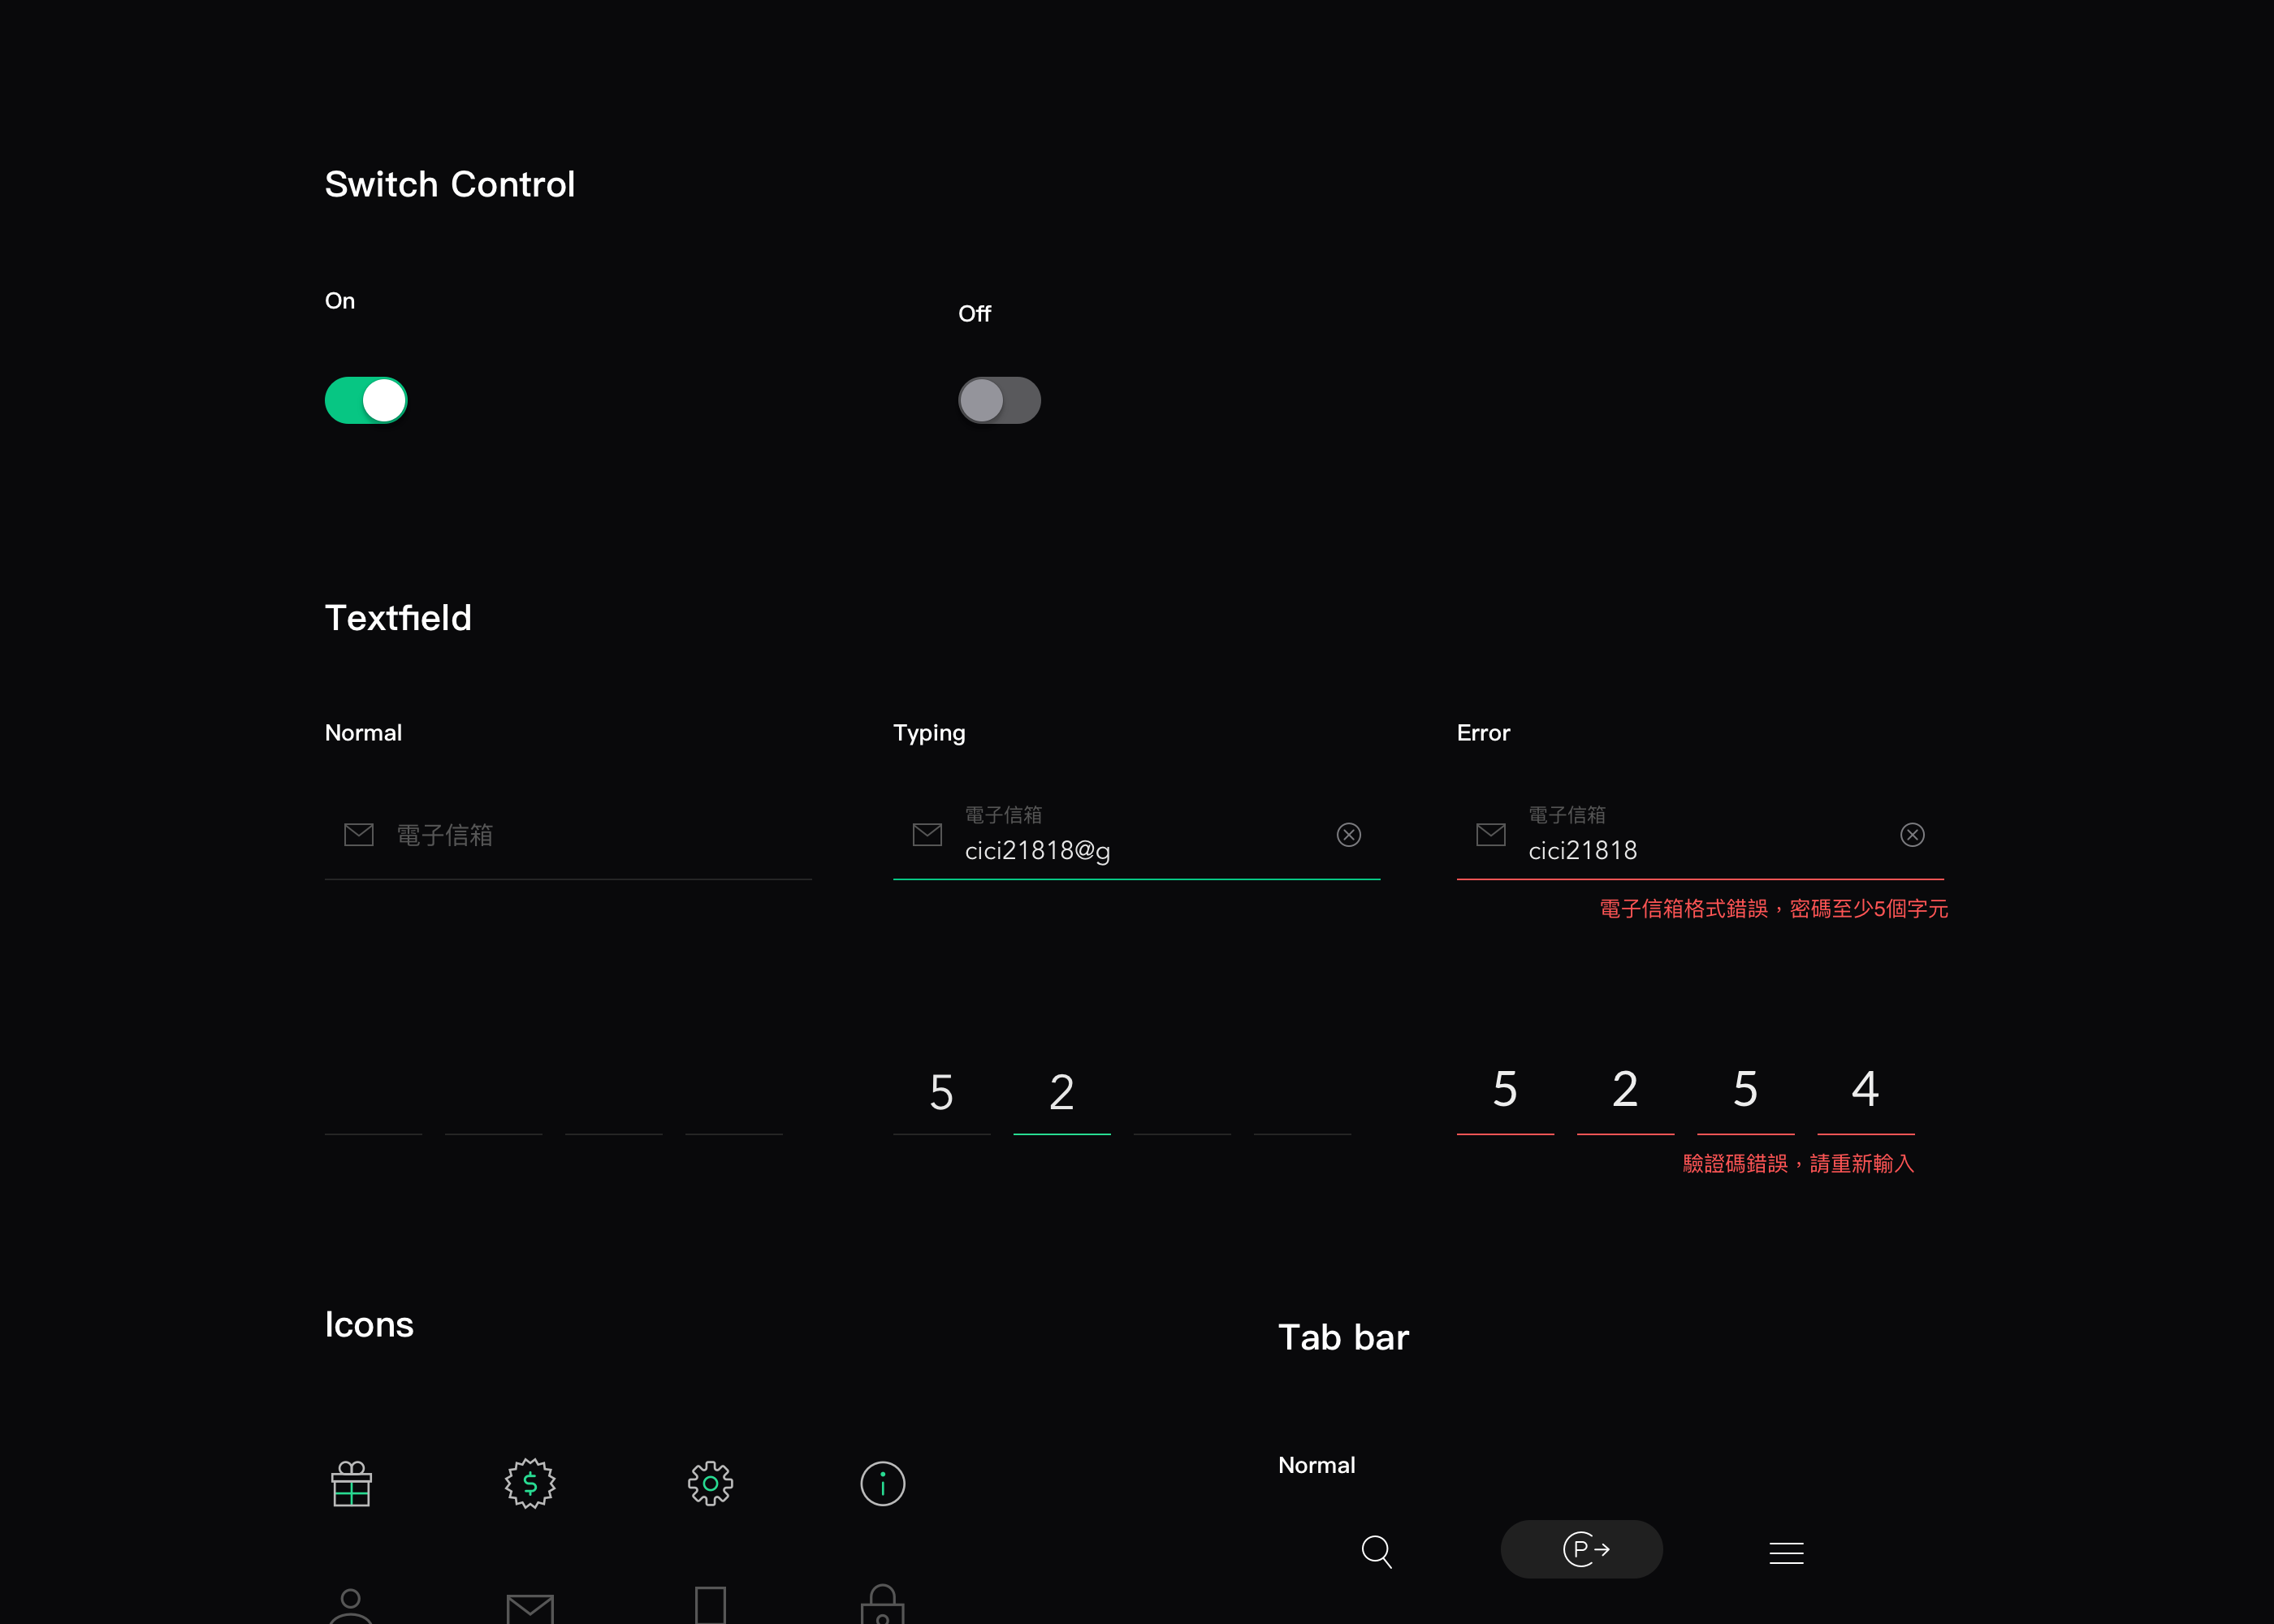 Switch Control
On
Off
Textfield
Normal
Typing
Error
電子信箱
電子信箱
cici21818@g
電子信箱
cici21818
電子信箱格式錯誤，密碼至少5個字元
5 2
5 2 5 4
驗證碼錯誤，請重新輸入
Icons
Tab bar
$
i
Normal
P